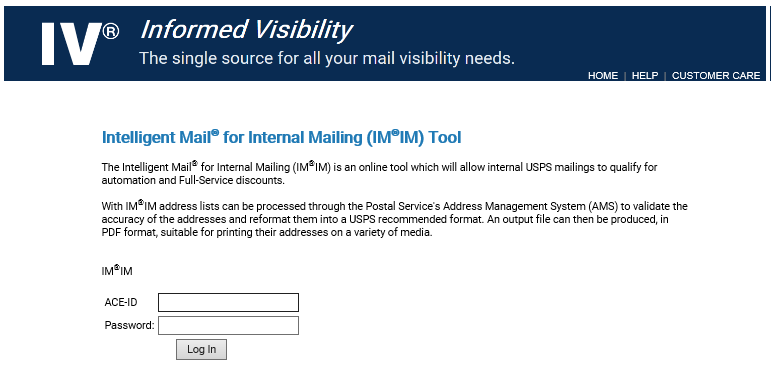 IV®
Informed Visibility
The single source for all your mail visibility needs.
HOME | HELP | CUSTOMER CARE
Intelligent Mail® for Internal Mailing (IM®IM) Tool
The Intelligent Mail® for Internal Mailing (IM®IM) is an online tool which will allow internal USPS mailings to qualify for
automation and Full-Service discounts.
With IM®IM address lists can be processed through the Postal Service's Address Management System (AMS) to validate the
accuracy of the addresses and reformat them into a USPS recommended format. An output file can then be produced, in
PDF format, suitable for printing their addresses on a variety of media.
IM®IM
ACE-ID
Password:
Log In